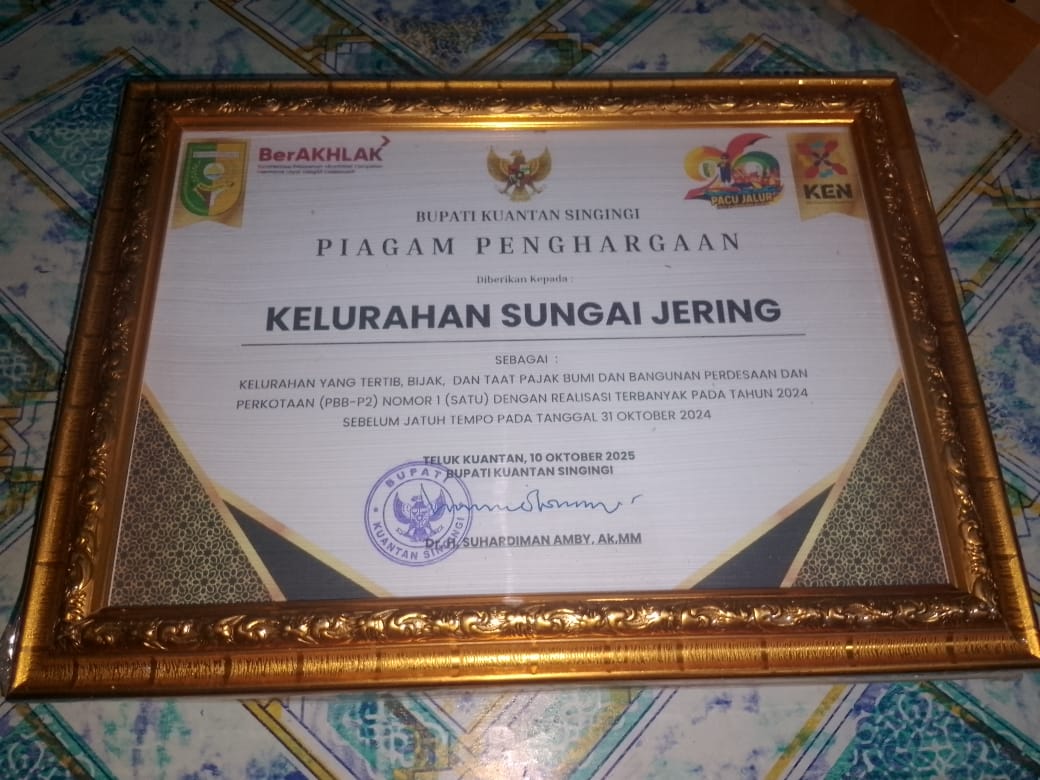 BerAKHLAK
PACU JALUR
KEN
BUPATI KUANTAN SINGINGI
PIAGAM PENGHARGAAN
Diberikan Kepada :
KELURAHAN SUNGAI JERING
SEBAGAI :
KELURAHAN YANG TERTIB, BIJAK, DAN TAAT PAJAK BUMI DAN BANGUNAN PERDESAAN DAN
PERKOTAAN (PBB-P2) NOMOR 1 (SATU) DENGAN REALISASI TERBANYAK PADA TAHUN 2024
SEBELUM JATUH TEMPO PADA TANGGAL 31 OKTOBER 2024
TELUK KUANTAN, 10 OKTOBER 2025
BUPATI KUANTAN SINGINGI
BUPATI
KUANTAN SINGINGI
Dr. H. SUHARDIMAN AMBY, Ak,MM